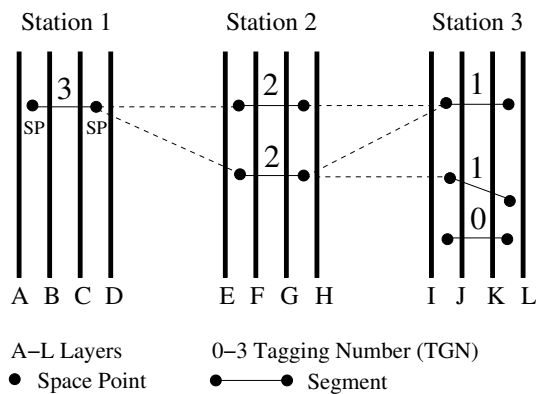 Station 1 Station 2 Station 3
3 2 1
SP SP
2 1
0
A B C D E F G H I J K L
A–L Layers 0–3 Tagging Number (TGN)
Space Point Segment